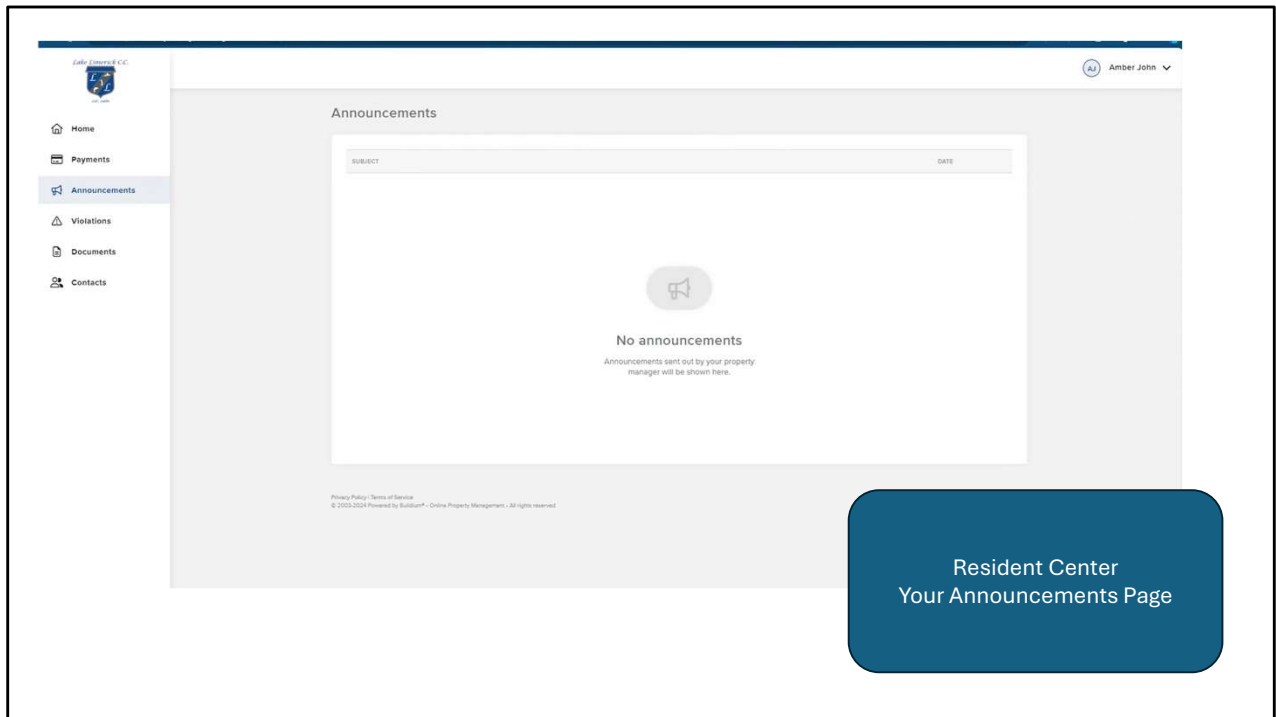 Lake Limerick C.C.
L
L
Amber John
AJ
Home
Payments
Announcements
Violations
Documents
Contacts
Announcements
SUBJECT
DATE
No announcements
Announcements sent out by your property
manager will be shown here.
Privacy Policy | Terms of Service
© 2003-2024 Powered by Buildium® - Online Property Management - All rights reserved
Resident Center
Your Announcements Page